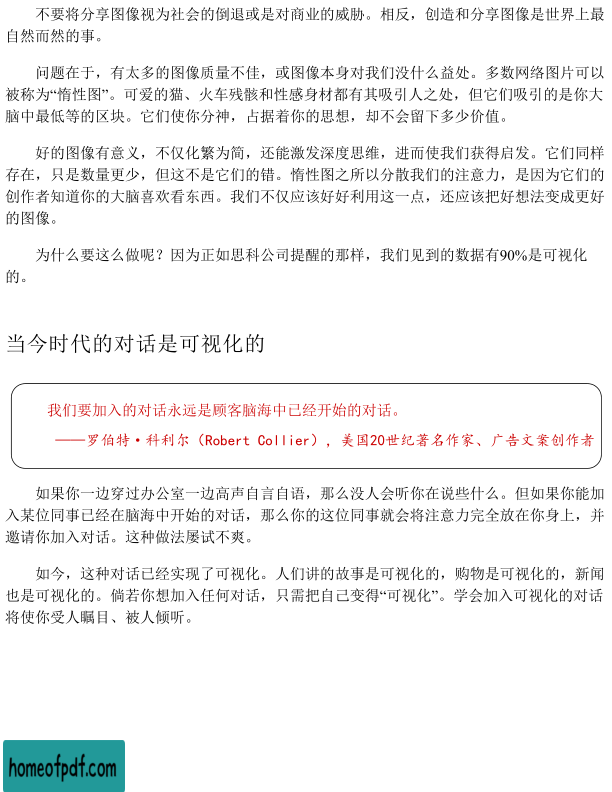 不要将分享图像视为社会的倒退或是对商业的威胁。相反，创造和分享图像是世界上最
自然而然的事。
问题在于，有太多的图像质量不佳，或图像本身对我们没什么益处。多数网络图片可以
被称为“惰性图”。可爱的猫、火车残骸和性感身材都有其吸引人之处，但它们吸引的是你大
脑中最低等的区块。它们使你分神，占据着你的思想，却不会留下多少价值。
好的图像有意义，不仅化繁为简，还能激发深度思维，进而使我们获得启发。它们同样
存在，只是数量更少，但这不是它们的错。惰性图之所以分散我们的注意力，是因为它们的
创作者知道你的大脑喜欢看东西。我们不仅应该好好利用这一点，还应该把好想法变成更好
的图像。
为什么要这么做呢？因为正如思科公司提醒的那样，我们见到的数据有90%是可视化
的。
当今时代的对话是可视化的
我们要加入的对话永远是顾客脑海中已经开始的对话。
——罗伯特·科利尔（Robert Collier）, 美国20世纪著名作家、广告文案创作者
如果你一边穿过办公室一边高声自言自语，那么没人会听你在说些什么。但如果你能加
入某位同事已经在脑海中开始的对话，那么你的这位同事就会将注意力完全放在你身上，并
邀请你加入对话。这种做法屡试不爽。
如今，这种对话已经实现了可视化。人们讲的故事是可视化的，购物是可视化的，新闻
也是可视化的。倘若你想加入任何对话，只需把自己变得“可视化”。学会加入可视化的对话
将使你受人瞩目、被人倾听。
homeofpdf.com